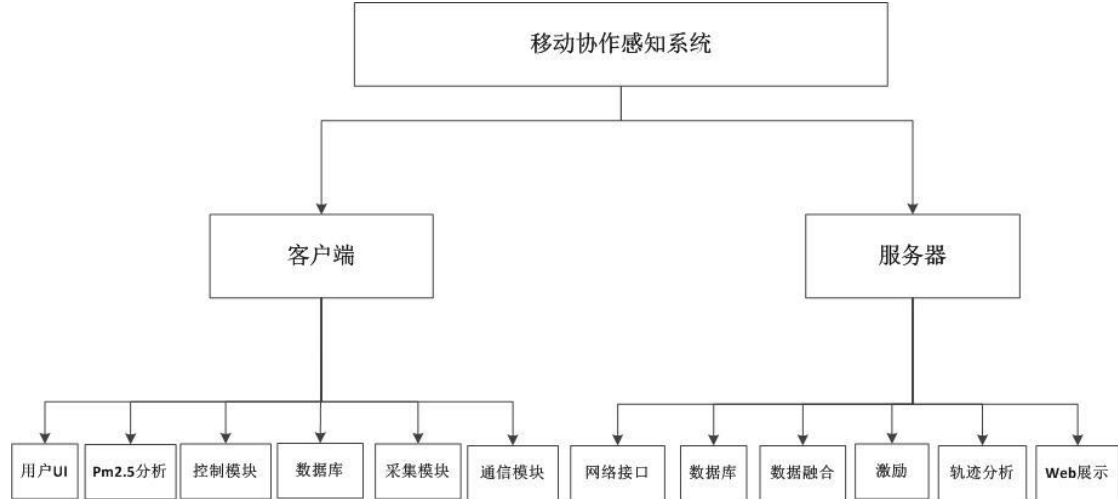 移动协作感知系统
客户端
服务器
用户UI
Pm2.5分析
控制模块
数据库
采集模块
通信模块
网络接口
数据库
数据融合
激励
轨迹分析
Web展示